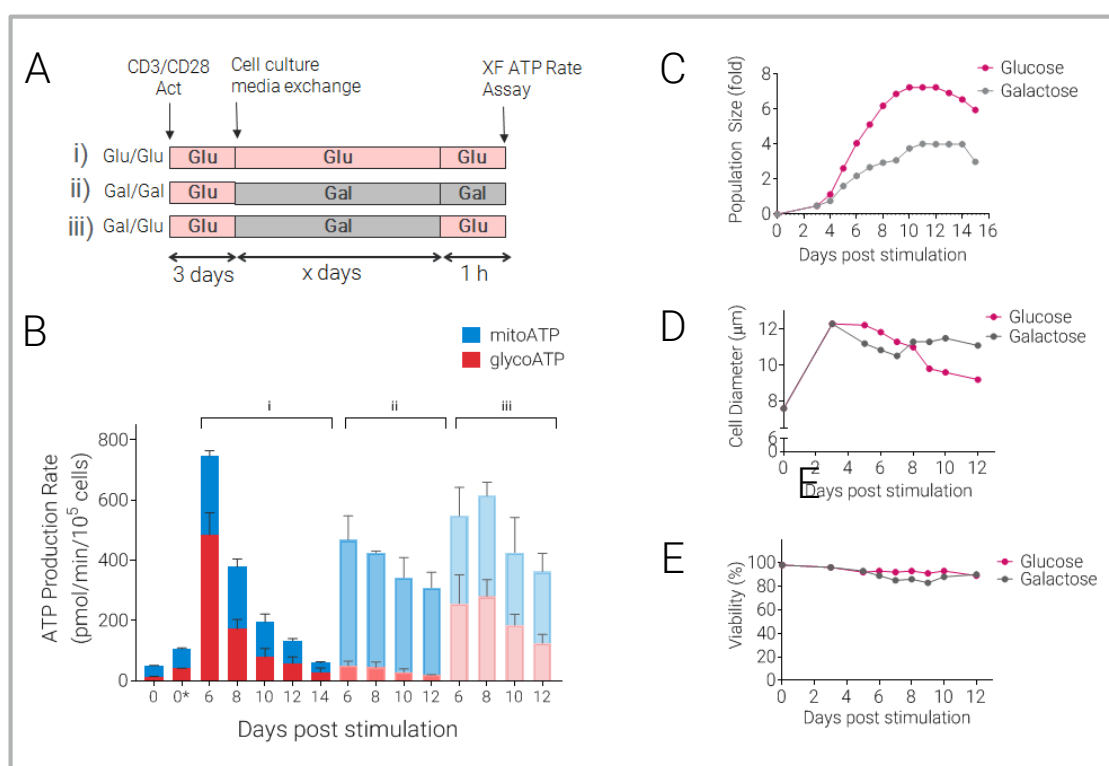 A
CD3/CD28
Act
Cell culture
media exchange
XF ATP Rate
Assay
i) Glu/Glu Glu Glu Glu
ii) Gal/Gal Glu Gal Gal
iii) Gal/Glu Glu Gal Glu
3 days x days 1 h
B
mitoATP
glycoATP
i ii iii
ATP Production Rate
(pmol/min/10⁵ cells)
800
600
400
200
0
0 0* 6 8 10 12 14 6 8 10 12 6 8 10 12
Days post stimulation
C
Glucose
Galactose
Population
Size (fold)
8
6
4
2
0
0 2 4 6 8 10 12 14 16
Days post stimulation
D
Glucose
Galactose
Cell Diameter (μm)
12
10
8
6
0
0 2 4 6 8 10 12
E
Days post stimulation
E
Glucose
Galactose
Viability (%)
100
80
60
40
20
0
0 2 4 6 8 10 12 14
Days post stimulation